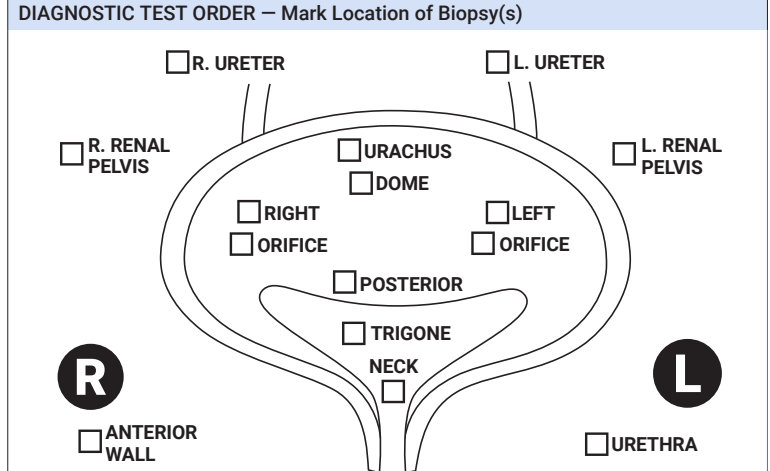 DIAGNOSTIC TEST ORDER — Mark Location of Biopsy(s)
R. URETER
L. URETER
R. RENAL
PELVIS
URACHUS
L. RENAL
PELVIS
DOME
RIGHT
LEFT
ORIFICE
ORIFICE
POSTERIOR
TRIGONE
NECK
R
L
ANTERIOR
WALL
URETHRA